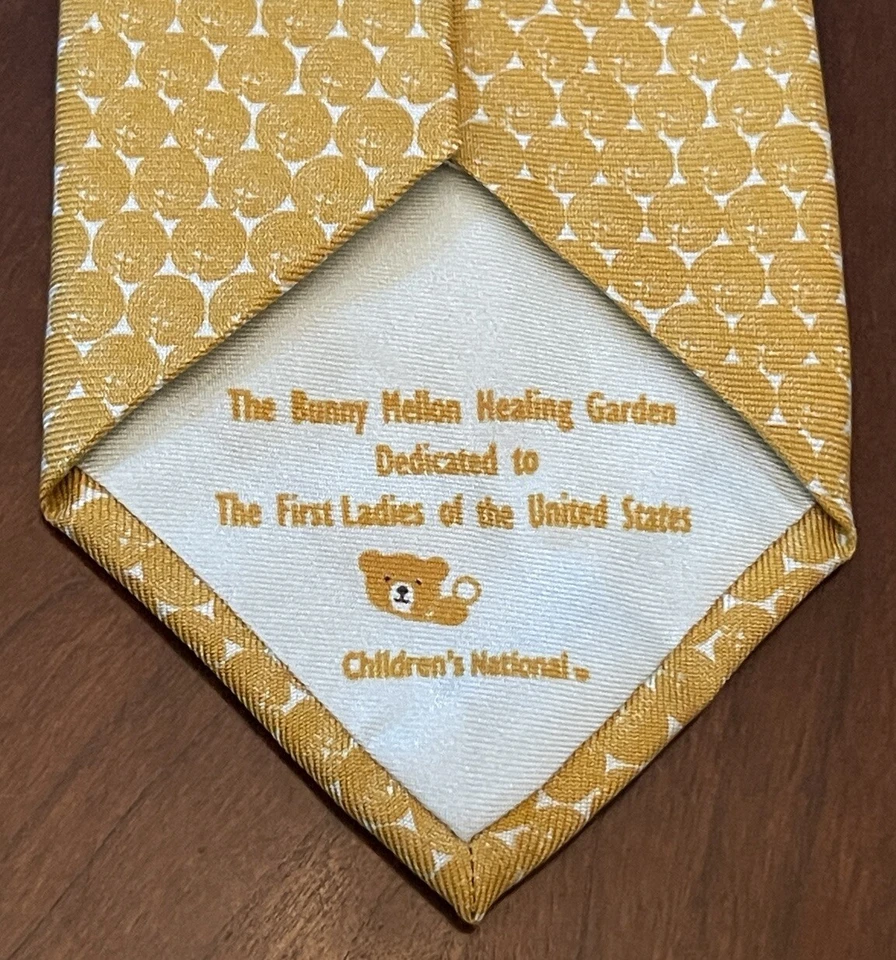 The Bunny Mellon Healing Garden
Dedicated to
The First Ladies of the United States
Children's National